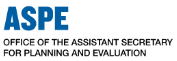 ASPE
OFFICE OF THE ASSISTANT SECRETARY
FOR PLANNING AND EVALUATION